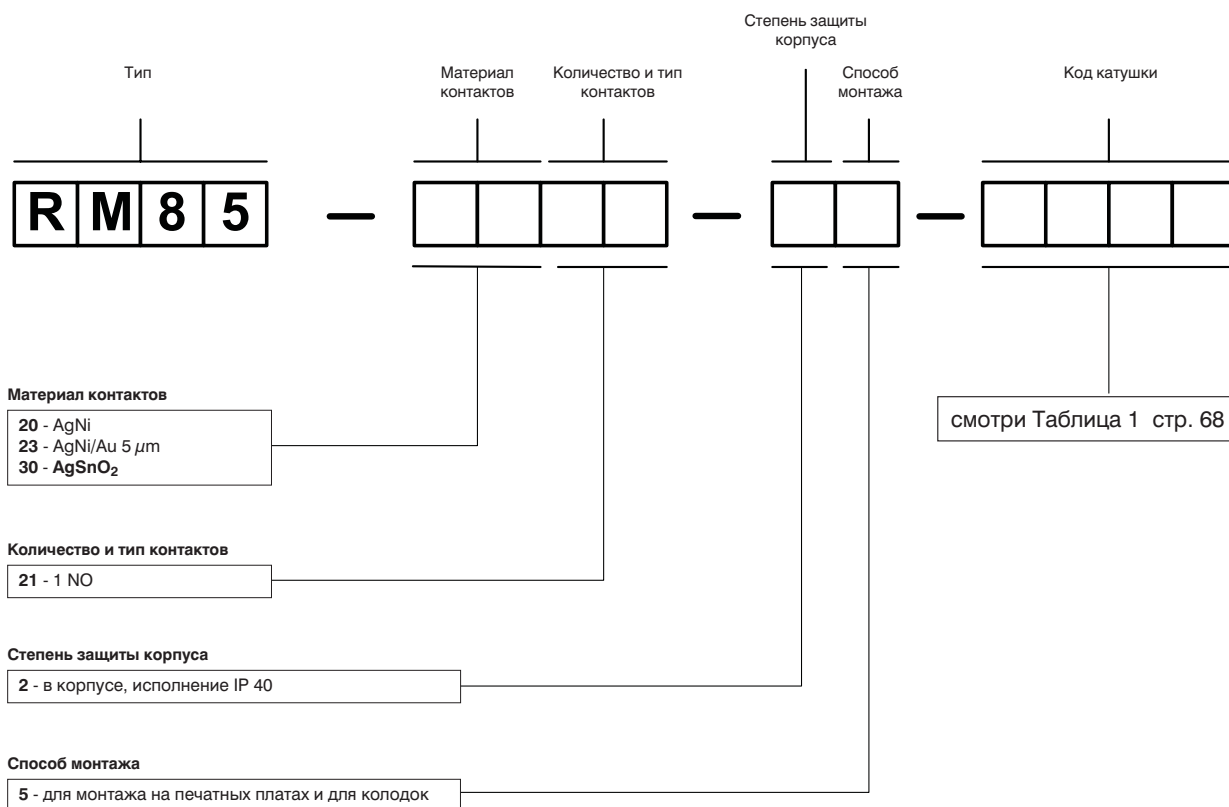 Степень защиты
корпуса
Тип
Материал
контактов
Количество и тип
контактов
Способ
монтажа
Код катушки
RM85 — — —
Материал контактов
20 - AgNi
23 - AgNi/Au 5 µm
30 - AgSnO₂
смотри Таблица 1 стр. 68
Количество и тип контактов
21 - 1 NO
Степень защиты корпуса
2 - в корпусе, исполнение IP 40
Способ монтажа
5 - для монтажа на печатных платах и для колодок